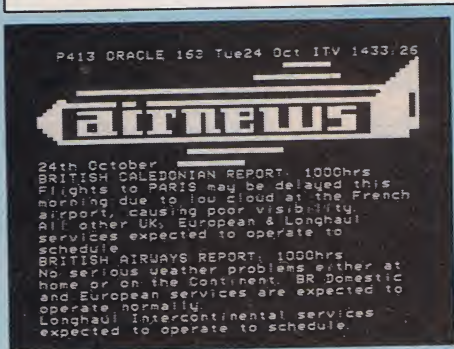 P413 ORACLE 163 Tue24 Oct ITV 1433:26
airnews
24th October
BRITISH CALEDONIAN REPORT: 1000hrs
Flights to PARIS may be delayed this
morning due to low cloud at the French
airport, causing poor visibility.
All other UK, European & Longhaul
services expected to operate to
schedule
BRITISH AIRWAYS REPORT: 1000hrs
No serious weather problems either at
home or on the Continent. BR Domestic
and European services are expected to
operate normally.
Longhaul Intercontinental services
expected to operate to schedule.